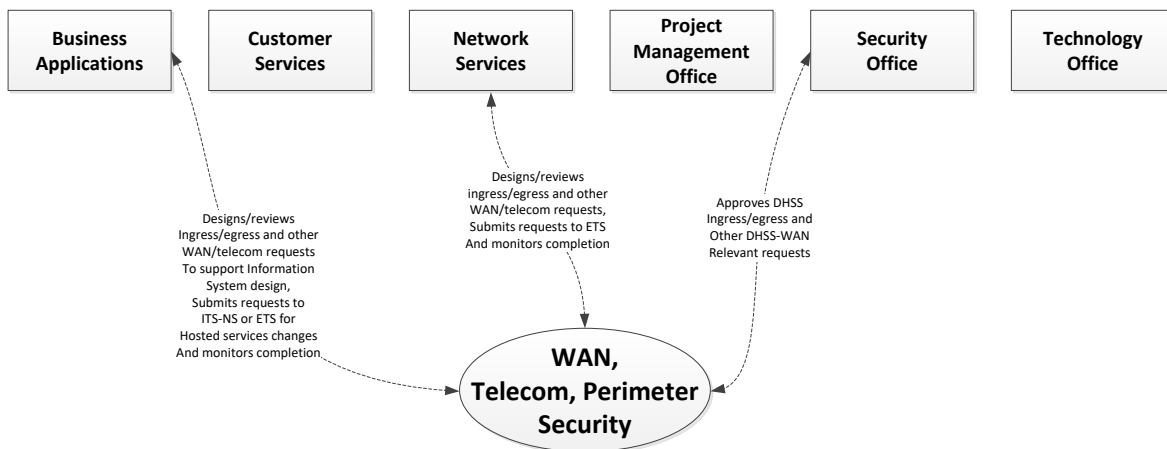 Business
Applications
Customer
Services
Network
Services
Project
Management
Office
Security
Office
Technology
Office
Designs/reviews
Ingress/egress and other
WAN/telecom requests
To support Information
System design,
Submits requests to
ITS-NS or ETS for
Hosted services changes
And monitors completion
Designs/reviews
ingress/egress and other
WAN/telecom requests,
Submits requests to ETS
And monitors completion
Approves DHSS
Ingress/egress and
Other DHSS-WAN
Relevant requests
WAN,
Telecom, Perimeter
Security